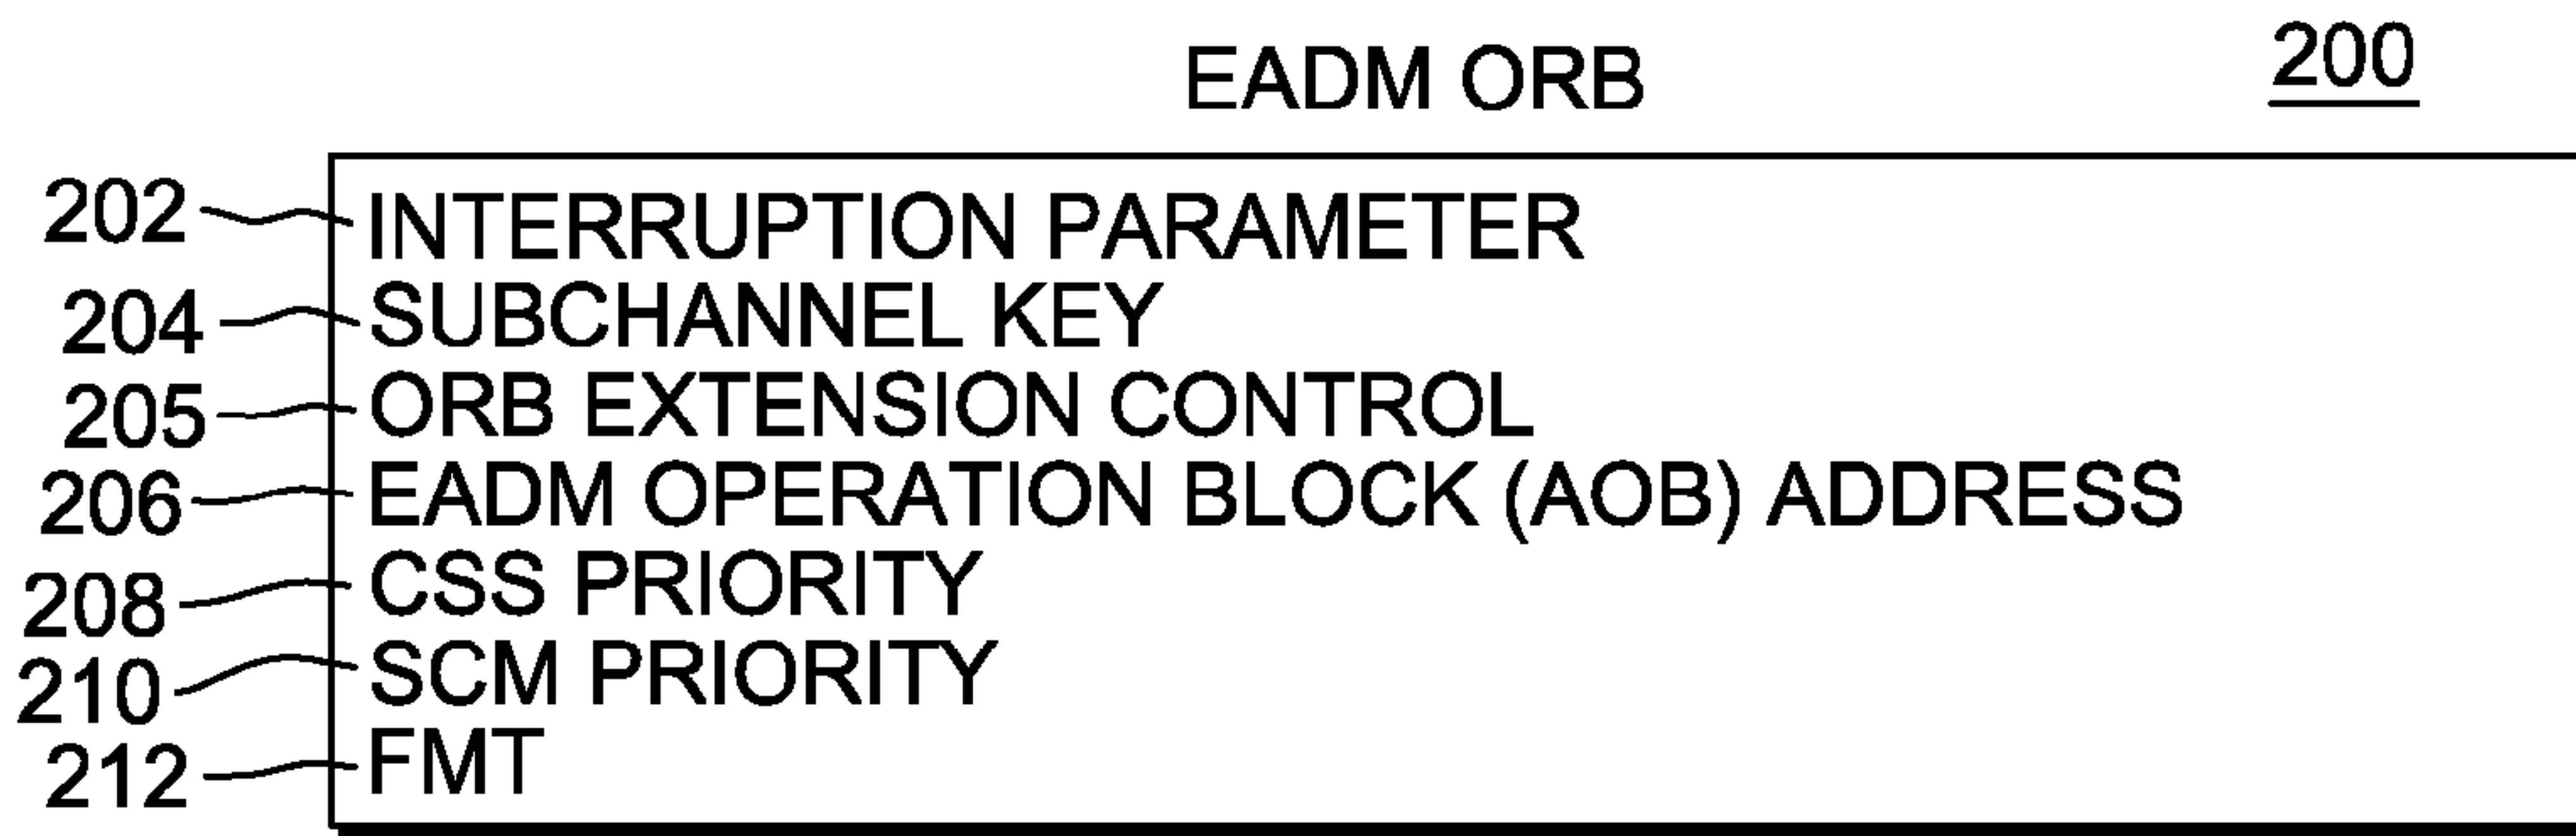 EADM ORB 200
202 INTERRUPTION PARAMETER
204 SUBCHANNEL KEY
205 ORB EXTENSION CONTROL
206 EADM OPERATION BLOCK (AOB) ADDRESS
208 CSS PRIORITY
210 SCM PRIORITY
212 FMT